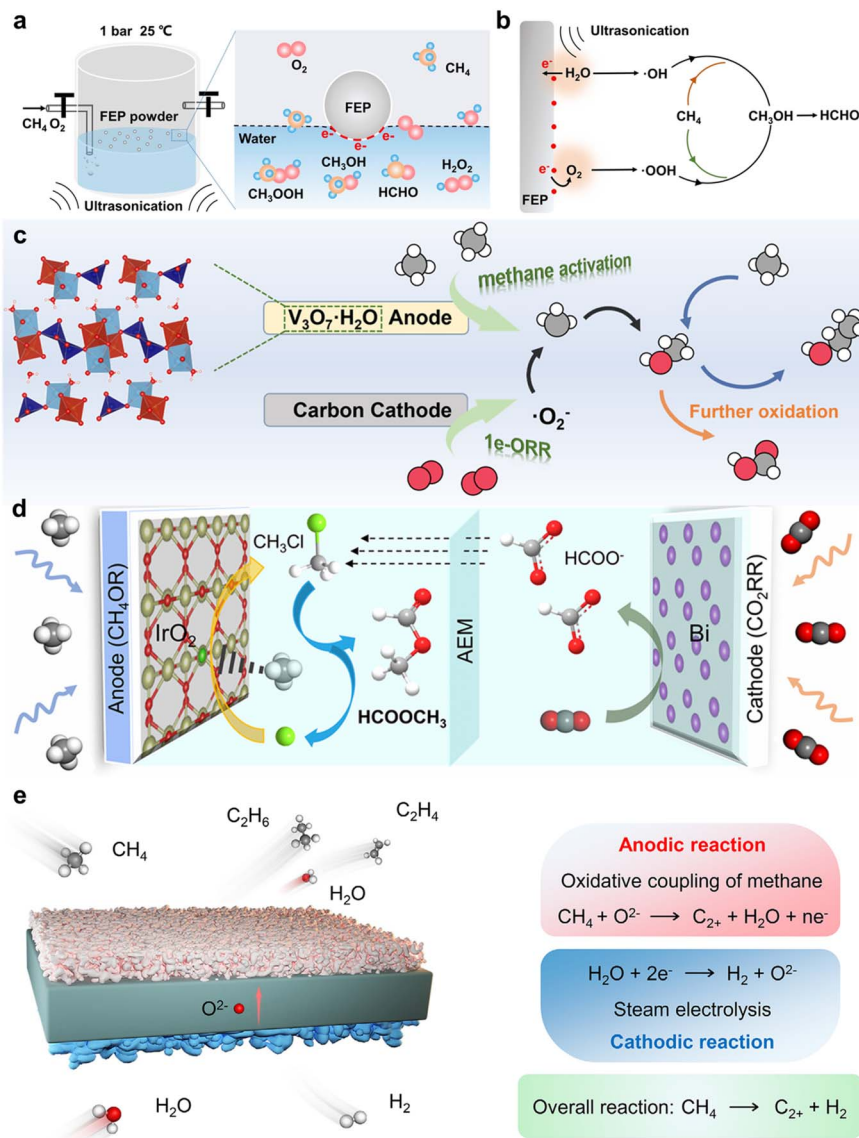 a
1 bar 25 ℃
FEP powder
CH₄ O₂
Ultrasonication
O₂
CH₄
FEP
Water
e- e- e-
CH₃OOH
CH₃OH
HCHO
H₂O₂
b
Ultrasonication
e⁻
H₂O
·OH
CH₄
CH₃OH
HCHO
e⁻
O₂
·OOH
FEP
c
methane activation
V₃O₇·H₂O Anode
Carbon Cathode
·O₂⁻
1e-ORR
Further oxidation
d
Anode (CH₄OR)
IrO₂
CH₃Cl
HCOOCH₃
AEM
HCOO⁻
Bi
Cathode (CO₂RR)
e
CH₄
C₂H₆
C₂H₄
H₂O
O²⁻
H₂O
H₂
Anodic reaction
Oxidative coupling of methane
CH₄ + O²⁻ → C₂₊ + H₂O + ne⁻
H₂O + 2e⁻ → H₂ + O²⁻
Steam electrolysis
Cathodic reaction
Overall reaction: CH₄ → C₂₊ + H₂